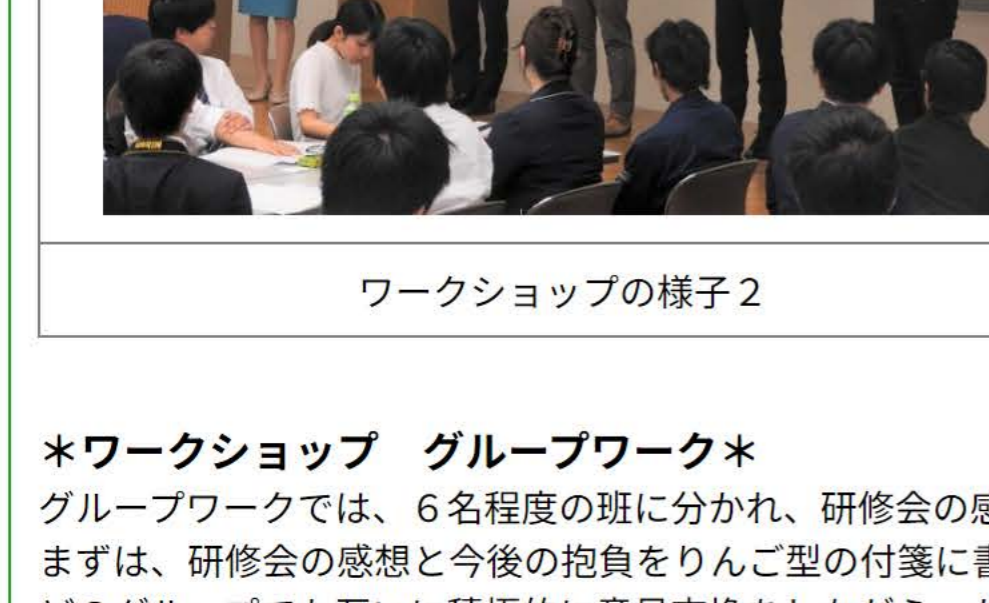 ワークショップの様子２
＊ワークショップ　グループワーク＊
グループワークでは、６名程度の班に分かれ、研修会の感
まずは、研修会の感想と今後の抱負をりんご型の付箋に書